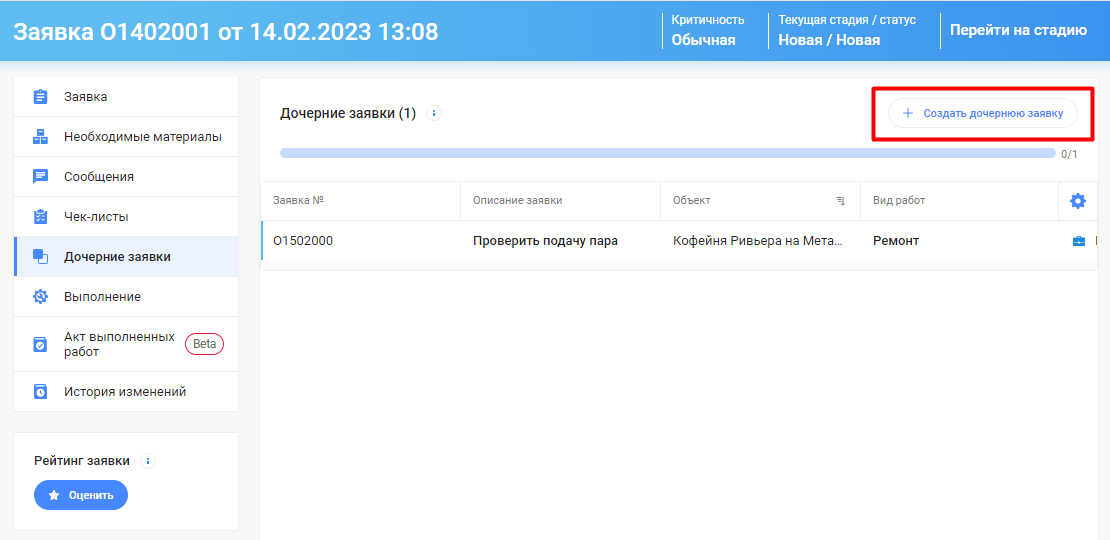 Заявка О1402001 от 14.02.2023 13:08
Критичность
Обычная
Текущая стадия / статус
Новая / Новая
Перейти на стадию
Заявка
Необходимые материалы
Сообщения
Чек-листы
Дочерние заявки
Выполнение
Акт выполненных
работ
Beta
История изменений
Рейтинг заявки
Оценить
Дочерние заявки (1)
Создать дочернюю заявку
0/1
Заявка №
Описание заявки
Объект
Вид работ
О1502000
Проверить подачу пара
Кофейня Ривьера на Мета...
Ремонт